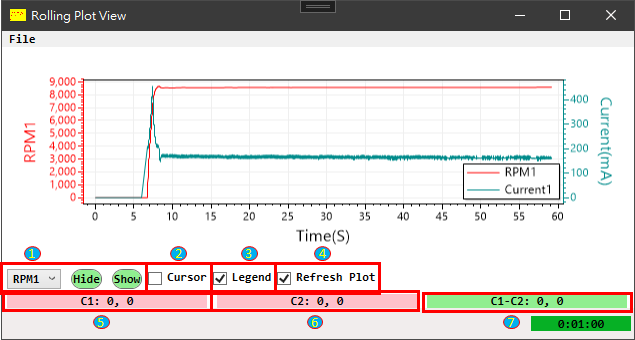 Rolling Plot View
File
9,000
8,000
7,000
6,000
5,000
4,000
3,000
2,000
1,000
0
RPM1
400
300
200
100
0
Current(mA)
RPM1
Current1
0 5 10 15 20 25 30 35 40 45 50 55 60
Time(S)
1 2 3 4
RPM1 Hide Show Cursor Legend Refresh Plot
C1: 0, 0 C2: 0, 0 C1-C2: 0, 0
5 6 7
0:01:00